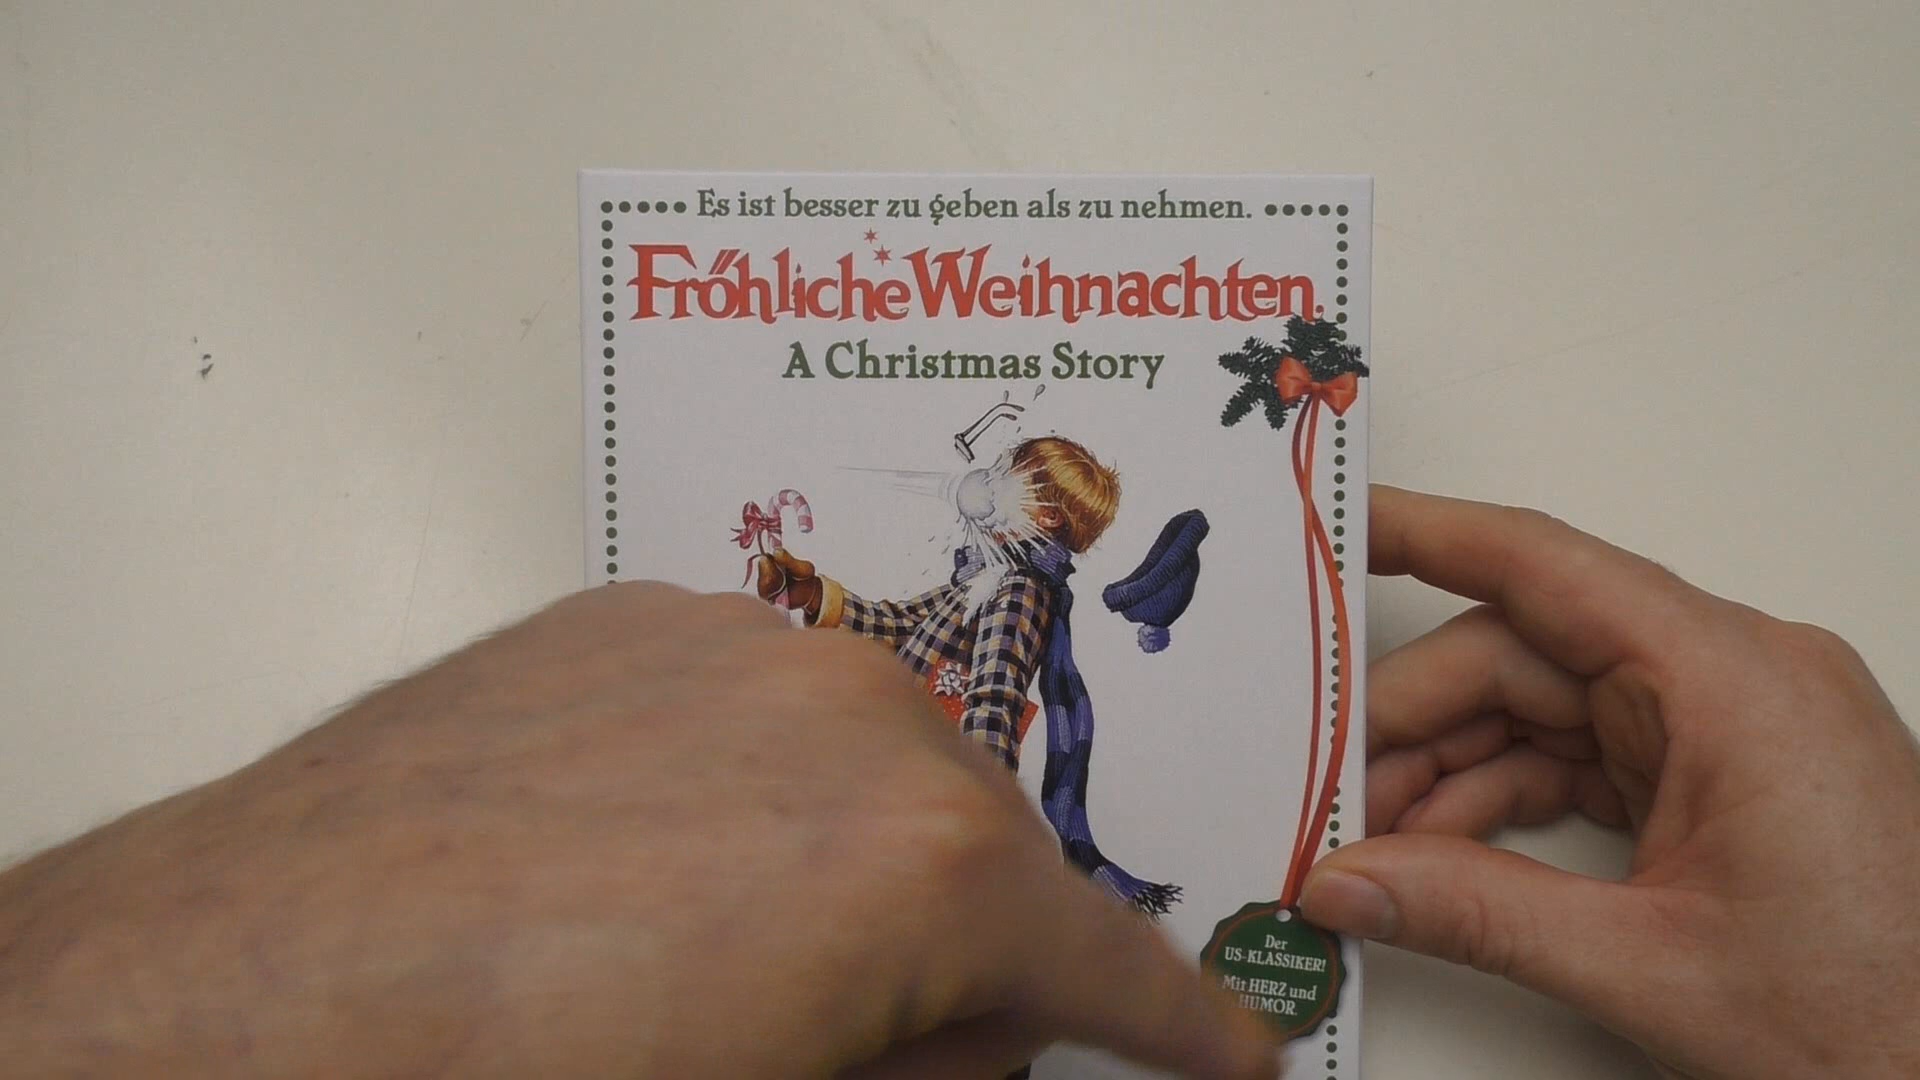 Es ist besser zu geben als zu nehmen.
Fröhliche Weihnachten.
A Christmas Story
Der
US-KLASSIKER!
Mit HERZ und
HUMOR.